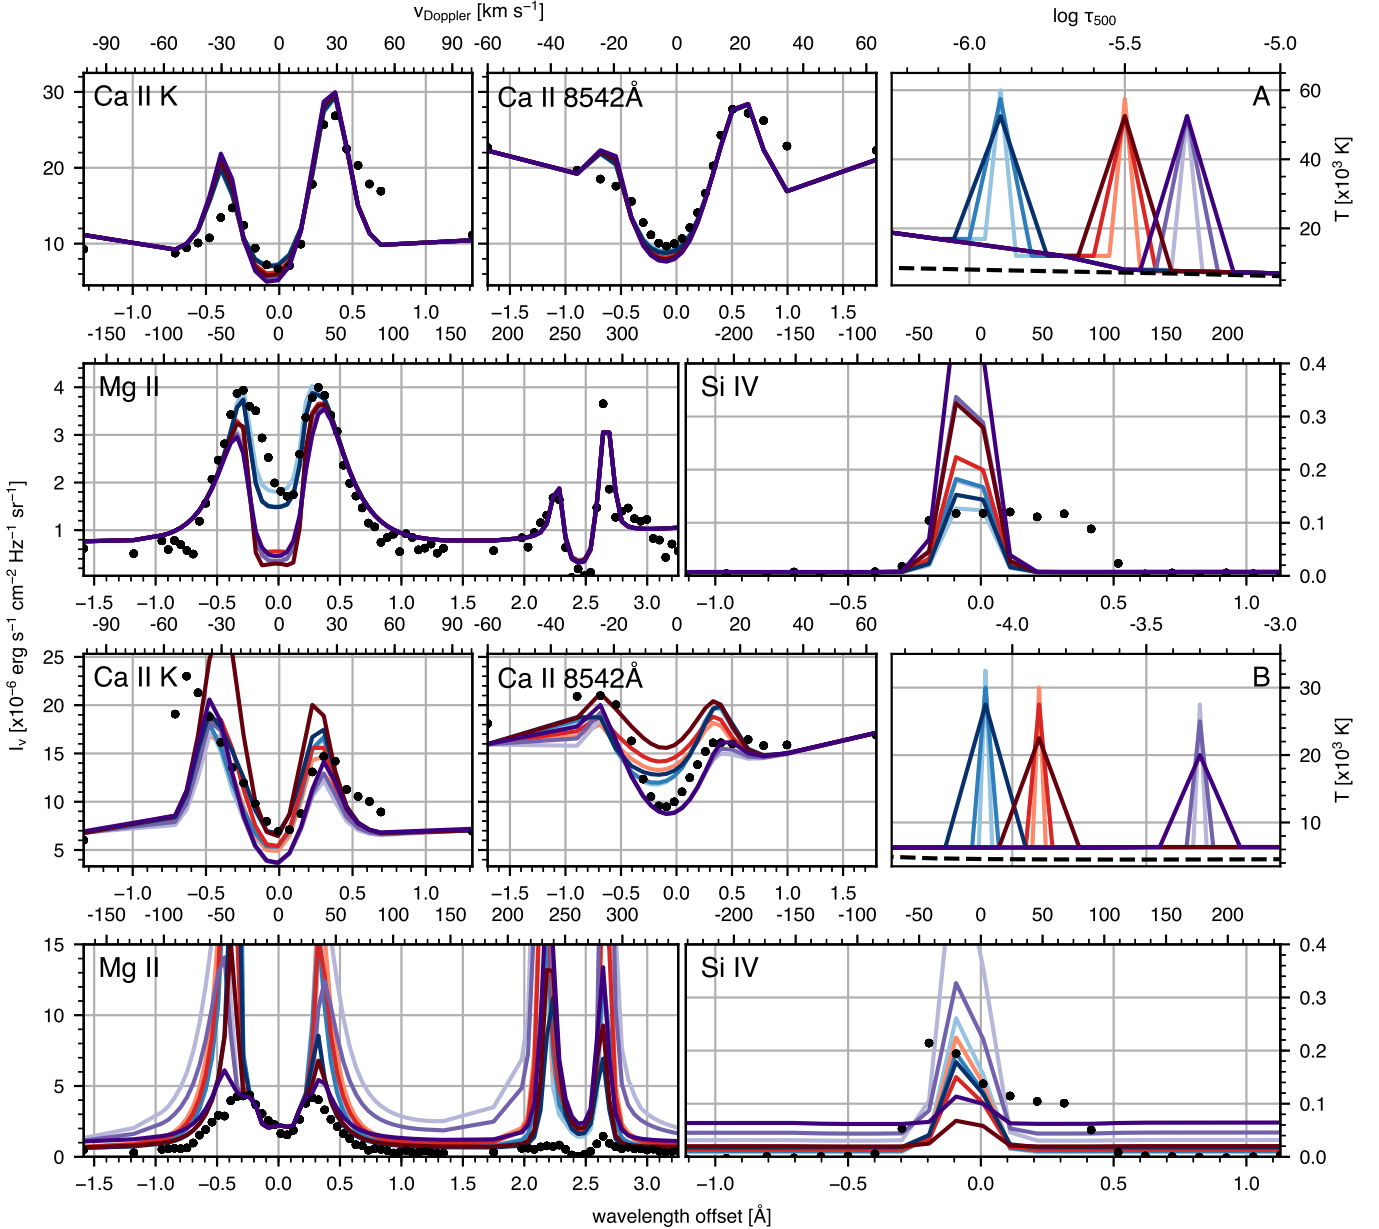 v_Doppler [km s⁻¹] log τ₅₀₀
-90 -60 -30 0 30 60 90 -60 -40 -20 0 20 40 60 -6.0 -5.5 -5.0
Ca II K Ca II 8542Å A
30 20 10
60 40 20
T [x10³ K]
−1.0 −0.5 0.0 0.5 1.0 −1.5 −1.0 −0.5 0.0 0.5 1.0 1.5
-150 -100 -50 0 50 100 150 200 250 300 -200 -100 -50 0 50 100 150 200
Mg II Si IV
4 3 2 1
0.4 0.3 0.2 0.1 0.0
−1.5 −1.0 −0.5 0.0 0.5 1.0 1.5 2.0 2.5 3.0 −1.0 −0.5 0.0 0.5 1.0
I_ν [x10⁻⁶ erg s⁻¹ cm⁻² Hz⁻¹ sr⁻¹]
-90 -60 -30 0 30 60 90 -60 -40 -20 0 20 40 60 -4.0 -3.5 -3.0
Ca II K Ca II 8542Å B
25 20 15 10 5
30 20 10
T [x10³ K]
−1.0 −0.5 0.0 0.5 1.0 −1.5 −1.0 −0.5 0.0 0.5 1.0 1.5
-150 -100 -50 0 50 100 150 200 250 300 -200 -100 -50 0 50 100 150 200
Mg II Si IV
15 10 5 0
0.4 0.3 0.2 0.1 0.0
−1.5 −1.0 −0.5 0.0 0.5 1.0 1.5 2.0 2.5 3.0 −1.0 −0.5 0.0 0.5 1.0
wavelength offset [Å]